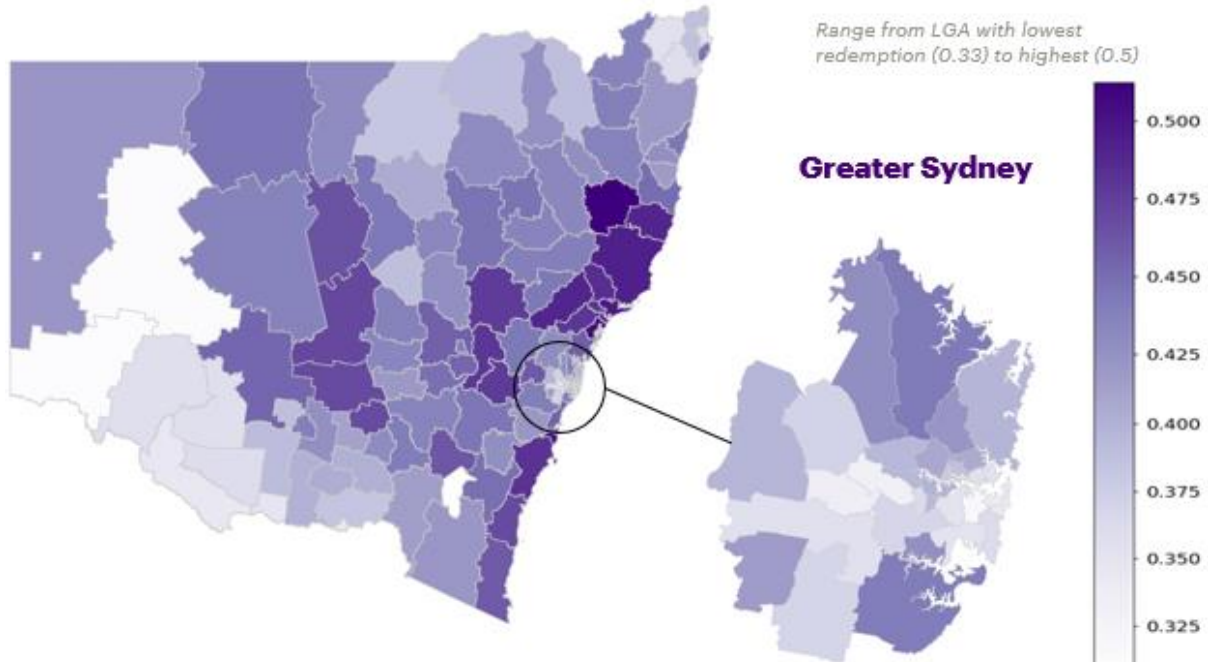 Range from LGA with lowest
redemption (0.33) to highest (0.5)
Greater Sydney
0.500
0.475
0.450
0.425
0.400
0.375
0.350
0.325